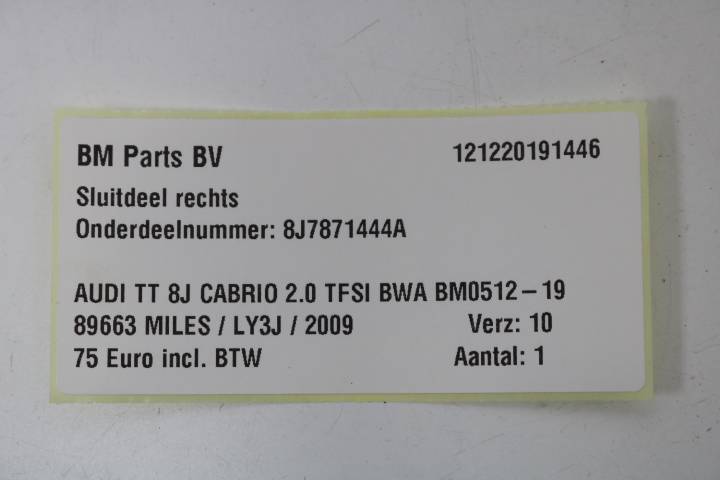 BM Parts BV 121220191446
Sluitdeel rechts
Onderdeelnummer: 8J7871444A
AUDI TT 8J CABRIO 2.0 TFSI BWA BM0512-19
89663 MILES / LY3J / 2009 Verz: 10
75 Euro incl. BTW Aantal: 1